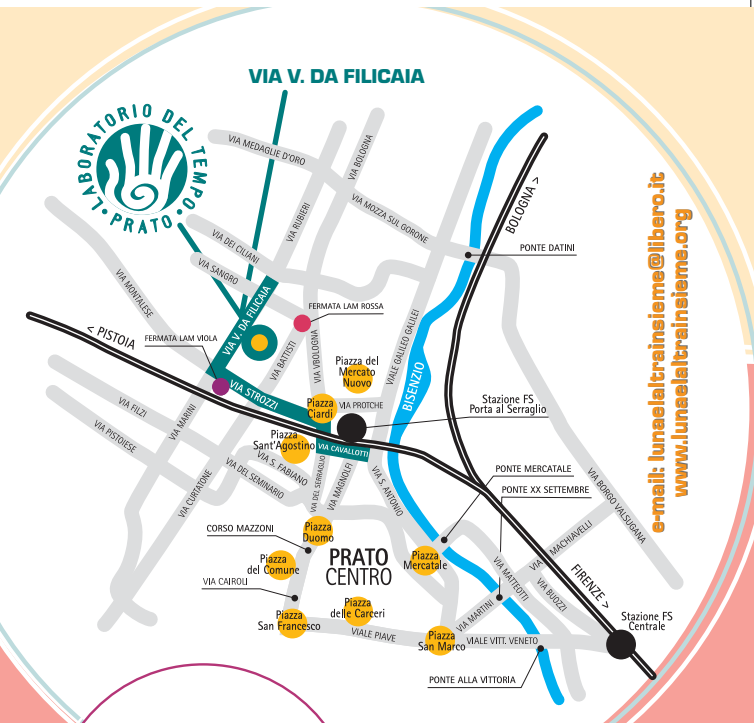 VIA V. DA FILICAIA
LABORATORIO DEL TEMPO
• PRATO •
VIA MEDAGLIE D'ORO
VIA BOLOGNA
VIA RUBIERI
VIA MOZZA SUL GORONE
BOLOGNA >
PONTE DATINI
VIA DEI CILIANI
VIA SANGRO
VIA MONTALESE
FERMATA LAM ROSSA
VIA V. DA FILICAIA
< PISTOIA
FERMATA LAM VIOLA
VIA BATTISTI
VIA VBOLOGNA
VIALE GALILEO GALILEI
Piazza del
Mercato
Nuovo
BISENZIO
VIA STROZZI
Piazza
Ciardi
VIA PROTCHE
Stazione FS
Porta al Serraglio
VIA FILZI
VIA MARINI
VIA PISTOIESE
Piazza
Sant'Agostino
VIA CAVALLOTTI
VIA S. FABIANO
VIA DEL SEMINARIO
VIA CURTATONE
VIA DEL SERRAGLIO
VIA MAGNOLFI
VIA S. ANTONIO
PONTE MERCATALE
PONTE XX SETTEMBRE
VIA BORGO VALSUGANA
CORSO MAZZONI
Piazza
Duomo
PRATO
CENTRO
Piazza
del Comune
Piazza
Mercatale
VIA MACHIAVELLI
VIA MATTEOTTI
VIA BUOZZI
FIRENZE >
VIA CAIROLI
Piazza
San Francesco
Piazza
delle Carceri
VIALE PIAVE
VIA MARTINI
Piazza
San Marco
VIALE VITT. VENETO
Stazione FS
Centrale
PONTE ALLA VITTORIA
e-mail: lunaelaltrainsieme@libero.it
www.lunaelaltrainsieme.org